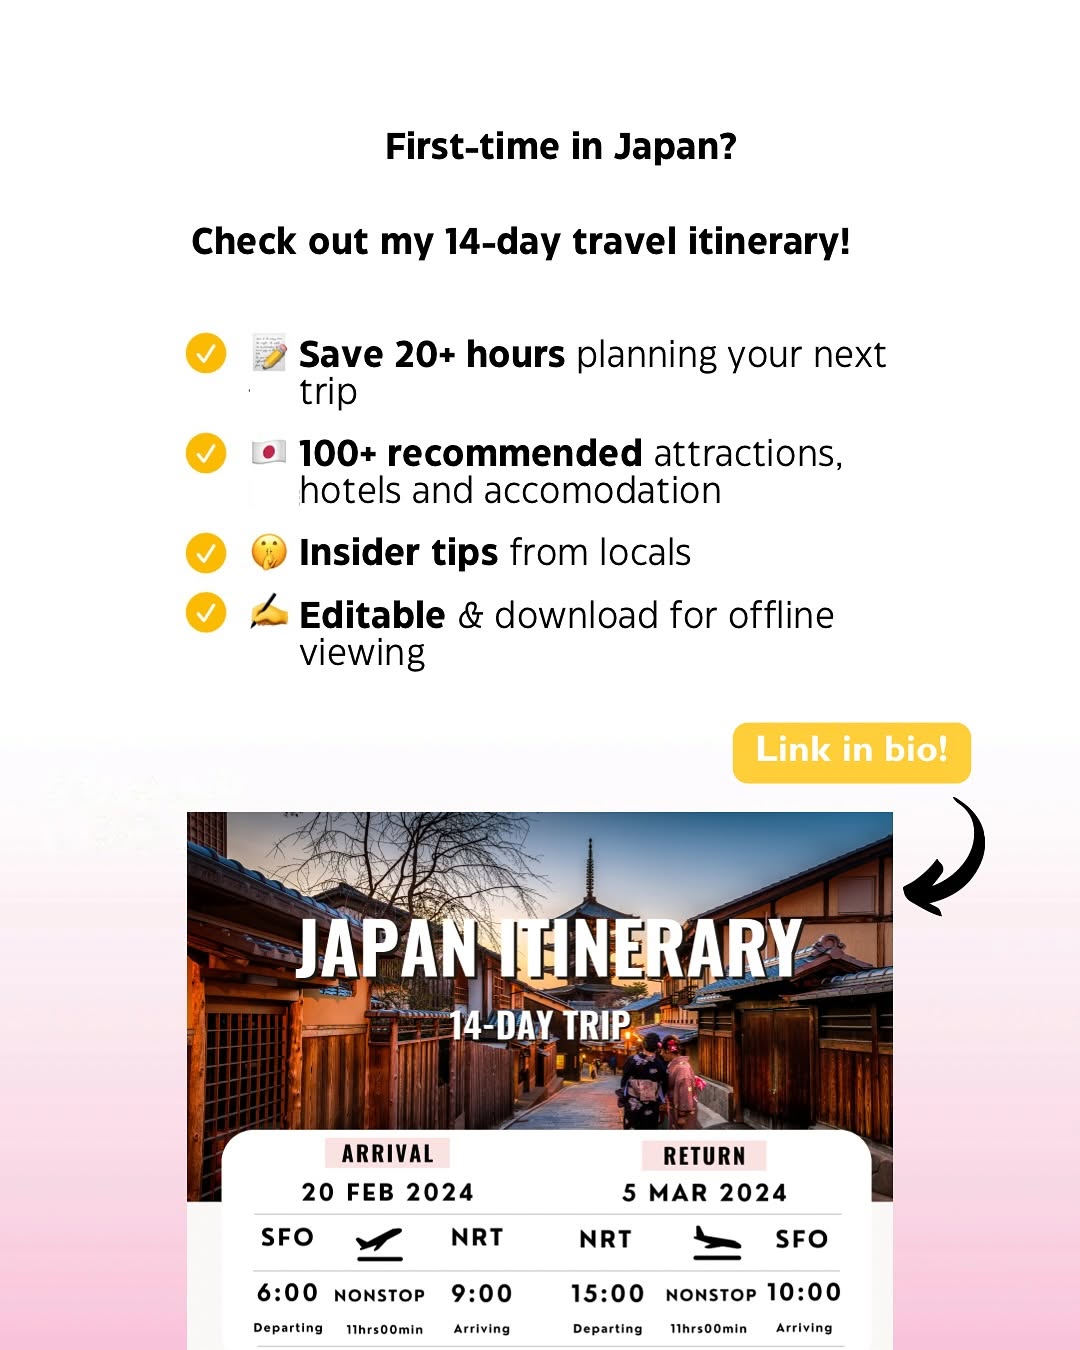 First-time in Japan?
Check out my 14-day travel itinerary!
Save 20+ hours planning your next
trip
100+ recommended attractions,
hotels and accomodation
Insider tips from locals
Editable & download for offline
viewing
Link in bio!
JAPAN ITINERARY
14-DAY TRIP
ARRIVAL RETURN
20 FEB 2024 5 MAR 2024
SFO NRT NRT SFO
6:00 NONSTOP 9:00 15:00 NONSTOP 10:00
Departing 11hrs00min Arriving Departing 11hrs00min Arriving